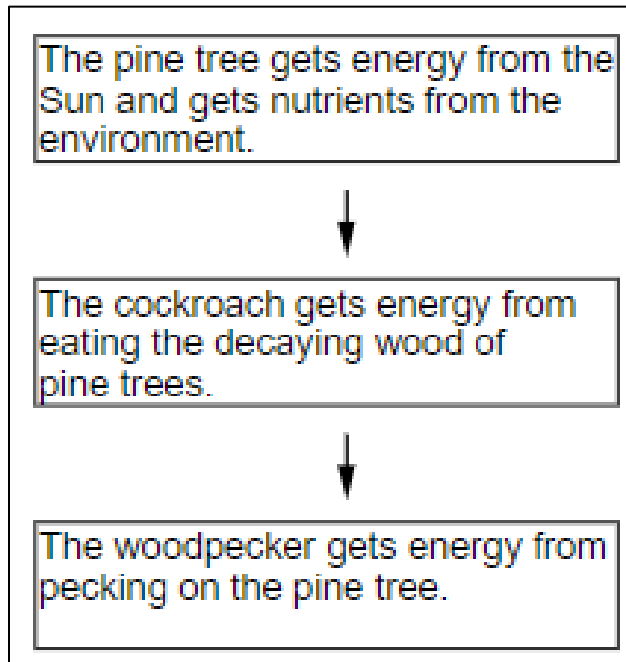 The pine tree gets energy from the
Sun and gets nutrients from the
environment.
The cockroach gets energy from
eating the decaying wood of
pine trees.
The woodpecker gets energy from
pecking on the pine tree.